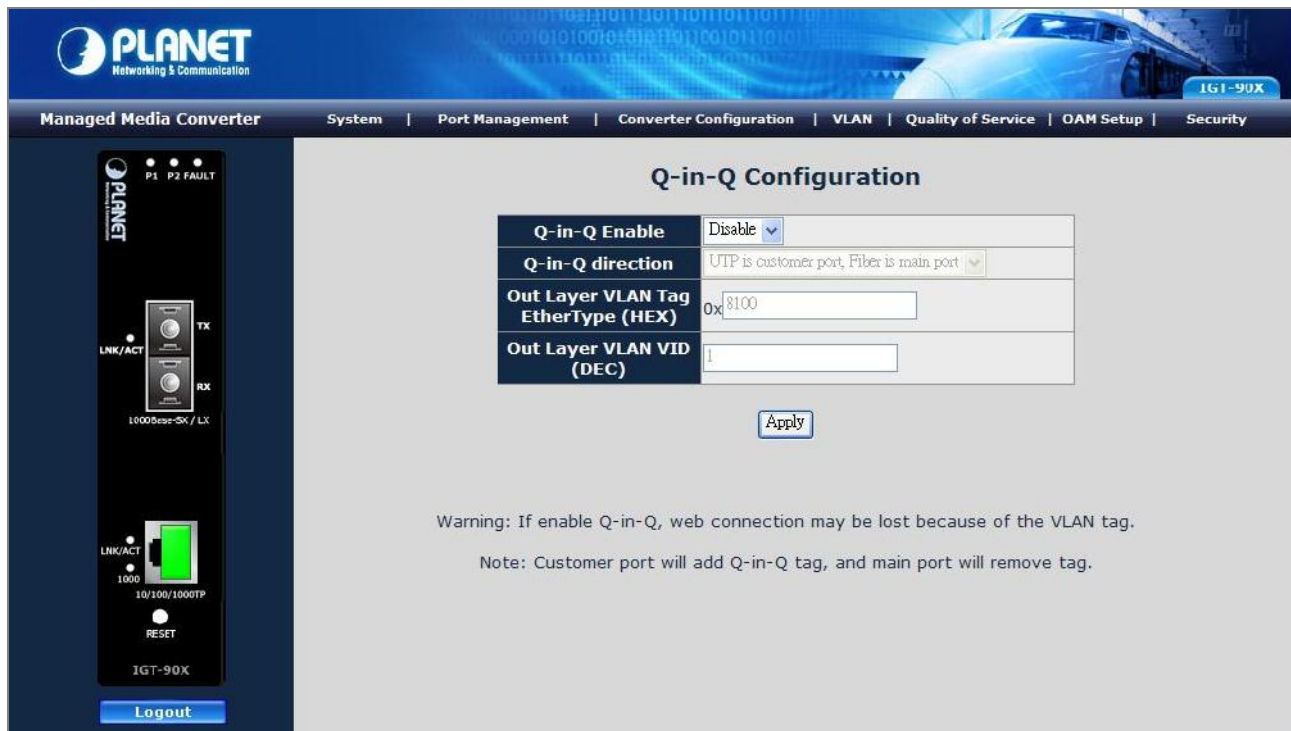 PLANET
Networking & Communication
IGT-90X
Managed Media Converter
System | Port Management | Converter Configuration | VLAN | Quality of Service | OAM Setup | Security
P1 P2 FAULT
PLANET
Networking & Communication
TX
LNK/ACT
RX
1000Base-SX / LX
LNK/ACT
1000
10/100/1000TP
RESET
IGT-90X
Logout
Q-in-Q Configuration
Q-in-Q Enable Disable
Q-in-Q direction UTP is customer port, Fiber is main port
Out Layer VLAN Tag
EtherType (HEX) 0x 8100
Out Layer VLAN VID
(DEC) 1
Apply
Warning: If enable Q-in-Q, web connection may be lost because of the VLAN tag.
Note: Customer port will add Q-in-Q tag, and main port will remove tag.